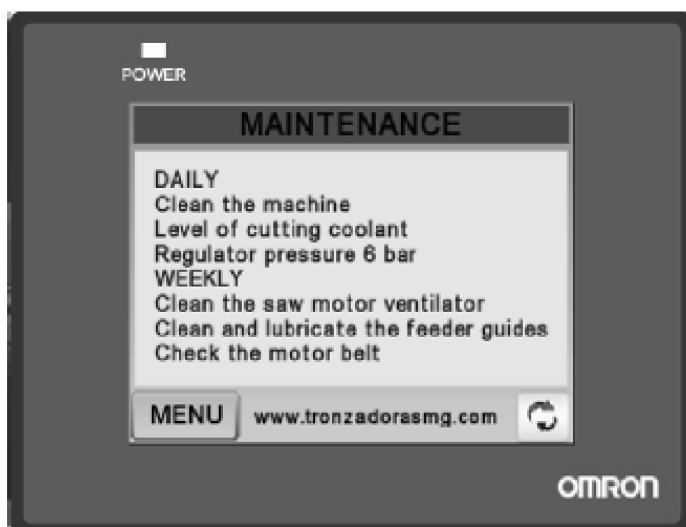 POWER
MAINTENANCE
DAILY
Clean the machine
Level of cutting coolant
Regulator pressure 6 bar
WEEKLY
Clean the saw motor ventilator
Clean and lubricate the feeder guides
Check the motor belt
MENU www.tronzadorasmg.com
OMRON